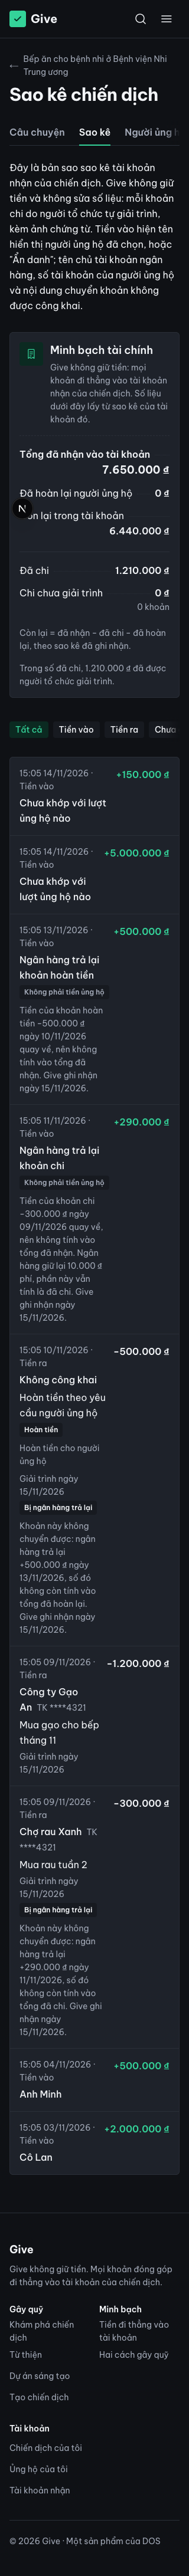 Give
← Bếp ăn cho bệnh nhi ở Bệnh viện Nhi
Trung ương
Sao kê chiến dịch
Câu chuyện Sao kê Người ủng h
Đây là bản sao sao kê tài khoản
nhận của chiến dịch. Give không giữ
tiền và không sửa số liệu: mỗi khoản
chi do người tổ chức tự giải trình,
kèm ảnh chứng từ. Tên đã chọn hiện
hiển thị người ủng hộ đã chọn, hoặc
"Ẩn danh"; tên chủ tài khoản ngân
hàng, số tài khoản của người ủng hộ
và nội dung chuyển khoản không
được công khai.
Minh bạch tài chính
Give không giữ tiền: mọi
khoản đi thẳng vào tài khoản
nhận của chiến dịch. Số liệu
dưới đây lấy từ sao kê của tài
khoản đó.
Tổng đã nhận vào tài khoản
7.650.000 ₫
Đã hoàn lại người ủng hộ 0 ₫
N
òn lại trong tài khoản
6.440.000 ₫
Đã chi 1.210.000 ₫
Chi chưa giải trình 0 ₫
0 khoản
Còn lại = đã nhận − đã chi − đã hoàn
lại, theo sao kê đã ghi nhận.
Trong số đã chi, 1.210.000 ₫ đã được
người tổ chức giải trình.
Tất cả Tiền vào Tiền ra Chưa
15:05 14/11/2026 · +150.000 ₫
Tiền vào
Chưa khớp với lượt
ủng hộ nào
15:05 14/11/2026 · +5.000.000 ₫
Tiền vào
Chưa khớp với
lượt ủng hộ nào
15:05 13/11/2026 · +500.000 ₫
Tiền vào
Ngân hàng trả lại
khoản hoàn tiền
Không phải tiền ủng hộ
Tiền của khoản hoàn
tiền −500.000 ₫
ngày 10/11/2026
quay về, nên không
tính vào tổng đã
nhận. Give ghi nhận
ngày 15/11/2026.
15:05 11/11/2026 · +290.000 ₫
Tiền vào
Ngân hàng trả lại
khoản chi
Không phải tiền ủng hộ
Tiền của khoản chi
−300.000 ₫ ngày
09/11/2026 quay về,
nên không tính vào
tổng đã nhận. Ngân
hàng giữ lại 10.000 ₫
phí, phần này vẫn
tính là đã chi. Give
ghi nhận ngày
15/11/2026.
15:05 10/11/2026 · −500.000 ₫
Tiền ra
Không công khai
Hoàn tiền theo yêu
cầu người ủng hộ
Hoàn tiền
Hoàn tiền cho người
ủng hộ
Giải trình ngày
15/11/2026
Bị ngân hàng trả lại
Khoản này không
chuyển được: ngân
hàng trả lại
+500.000 ₫ ngày
13/11/2026, số đó
không còn tính vào
tổng đã hoàn lại.
Give ghi nhận ngày
15/11/2026.
15:05 09/11/2026 · −1.200.000 ₫
Tiền ra
Công ty Gạo
An TK ****4321
Mua gạo cho bếp
tháng 11
Giải trình ngày
15/11/2026
15:05 09/11/2026 · −300.000 ₫
Tiền ra
Chợ rau Xanh TK
****4321
Mua rau tuần 2
Giải trình ngày
15/11/2026
Bị ngân hàng trả lại
Khoản này không
chuyển được: ngân
hàng trả lại
+290.000 ₫ ngày
11/11/2026, số đó
không còn tính vào
tổng đã chi. Give ghi
nhận ngày
15/11/2026.
15:05 04/11/2026 · +500.000 ₫
Tiền vào
Anh Minh
15:05 03/11/2026 · +2.000.000 ₫
Tiền vào
Cô Lan
Give
Give không giữ tiền. Mọi khoản đóng góp
đi thẳng vào tài khoản của chiến dịch.
Gây quỹ Minh bạch
Khám phá chiến Tiền đi thẳng vào
dịch tài khoản
Từ thiện Hai cách gây quỹ
Dự án sáng tạo
Tạo chiến dịch
Tài khoản
Chiến dịch của tôi
Ủng hộ của tôi
Tài khoản nhận
© 2026 Give · Một sản phẩm của DOS